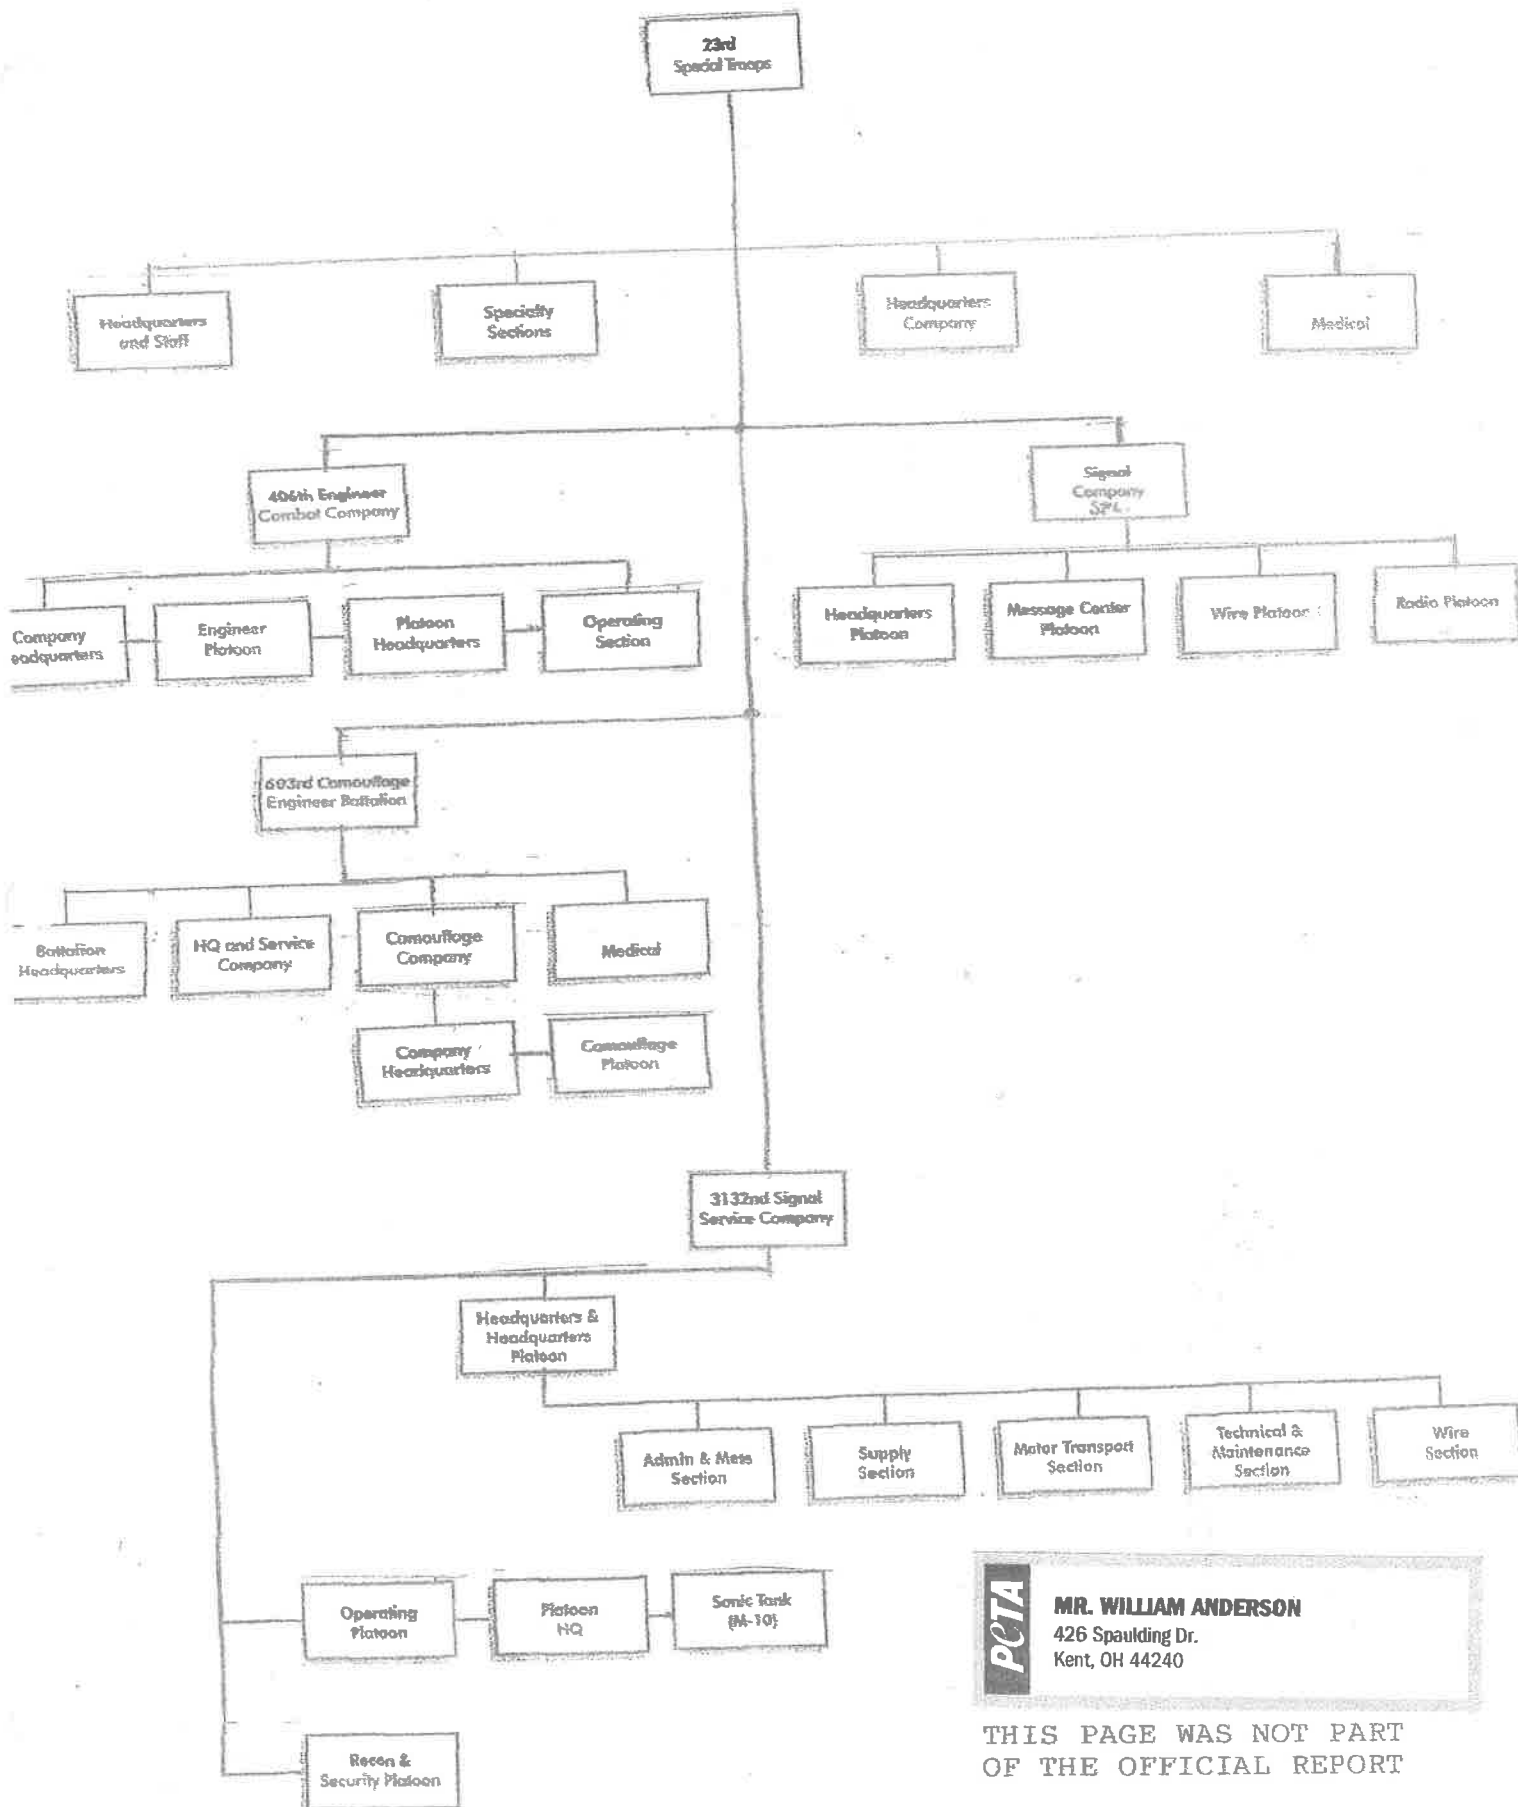 23rd
Special Troops
Headquarters
and Staff
Specialty
Sections
Headquarters
Company
Medical
406th Engineer
Combat Company
Signal
Company
Company
eadquarters
Engineer
Platoon
Platoon
Headquarters
Operating
Section
Headquarters
Platoon
Message Center
Platoon
Wire Platoon
Radio Platoon
693rd Camouflage
Engineer Battalion
Battalion
Headquarters
HQ and Service
Company
Camouflage
Company
Medical
Company
Headquarters
Camouflage
Platoon
3132nd Signal
Service Company
Headquarters &
Headquarters
Platoon
Admin & Mess
Section
Supply
Section
Motor Transport
Section
Technical &
Maintenance
Section
Wire
Section
Operating
Platoon
Platoon
HQ
Sonic Tank
(M-10)
Recon &
Security Platoon
PETA
MR. WILLIAM ANDERSON
426 Spaulding Dr.
Kent, OH 44240
THIS PAGE WAS NOT PART
OF THE OFFICIAL REPORT